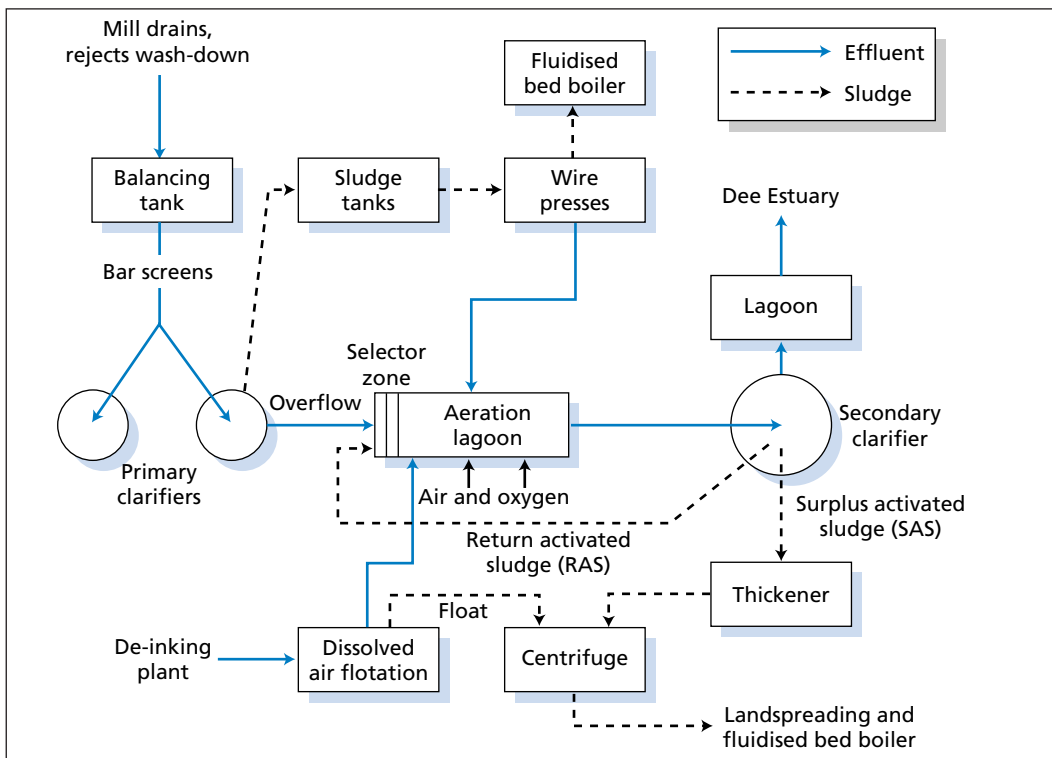 Mill drains,
rejects wash-down
Fluidised
bed boiler
Effluent
Sludge
Balancing
tank
Sludge
tanks
Wire
presses
Dee Estuary
Bar screens
Lagoon
Selector
zone
Overflow
Aeration
lagoon
Secondary
clarifier
Primary
clarifiers
Air and oxygen
Surplus activated
sludge (SAS)
Return activated
sludge (RAS)
Thickener
Float
De-inking
plant
Dissolved
air flotation
Centrifuge
Landspreading and
fluidised bed boiler